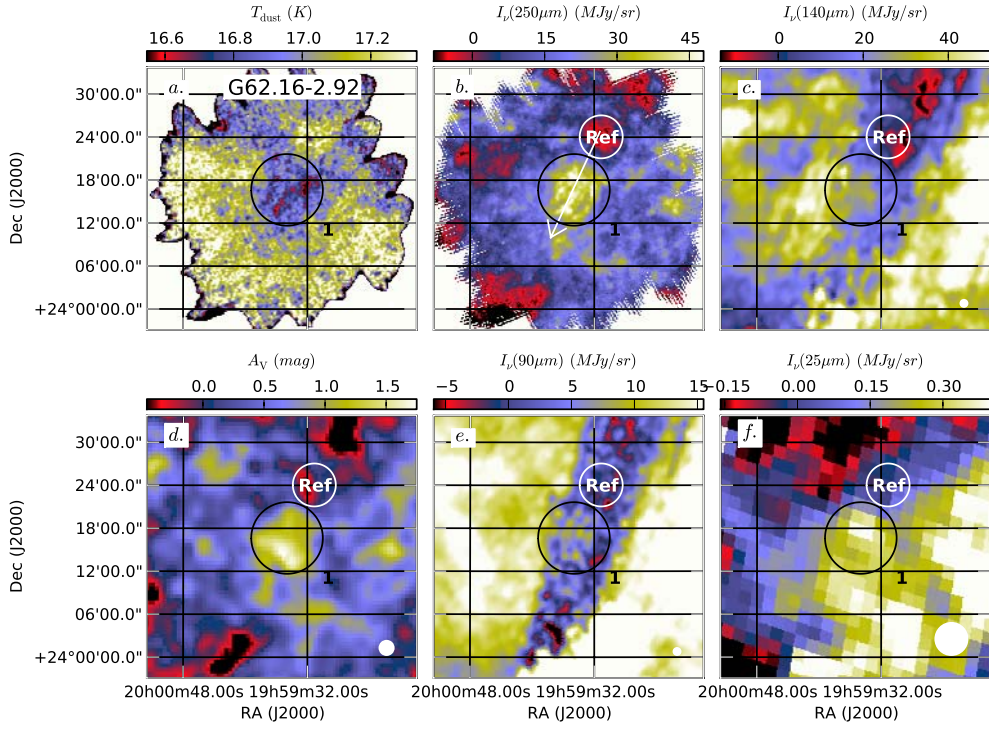 T_dust (K)
16.6 16.8 17.0 17.2
I_ν(250μm) (MJy/sr)
0 15 30 45
I_ν(140μm) (MJy/sr)
0 20 40
Dec (J2000)
30'00.0"
24'00.0"
18'00.0"
12'00.0"
06'00.0"
+24°00'00.0"
a.
G62.16-2.92
1
b.
Ref
1
c.
Ref
1
A_V (mag)
0.0 0.5 1.0 1.5
I_ν(90μm) (MJy/sr)
−5 0 5 10 15
I_ν(25μm) (MJy/sr)
−0.15 0.00 0.15 0.30
Dec (J2000)
30'00.0"
24'00.0"
18'00.0"
12'00.0"
06'00.0"
+24°00'00.0"
d.
Ref
1
e.
Ref
1
f.
Ref
1
20h00m48.00s 19h59m32.00s
RA (J2000)
20h00m48.00s 19h59m32.00s
RA (J2000)
20h00m48.00s 19h59m32.00s
RA (J2000)